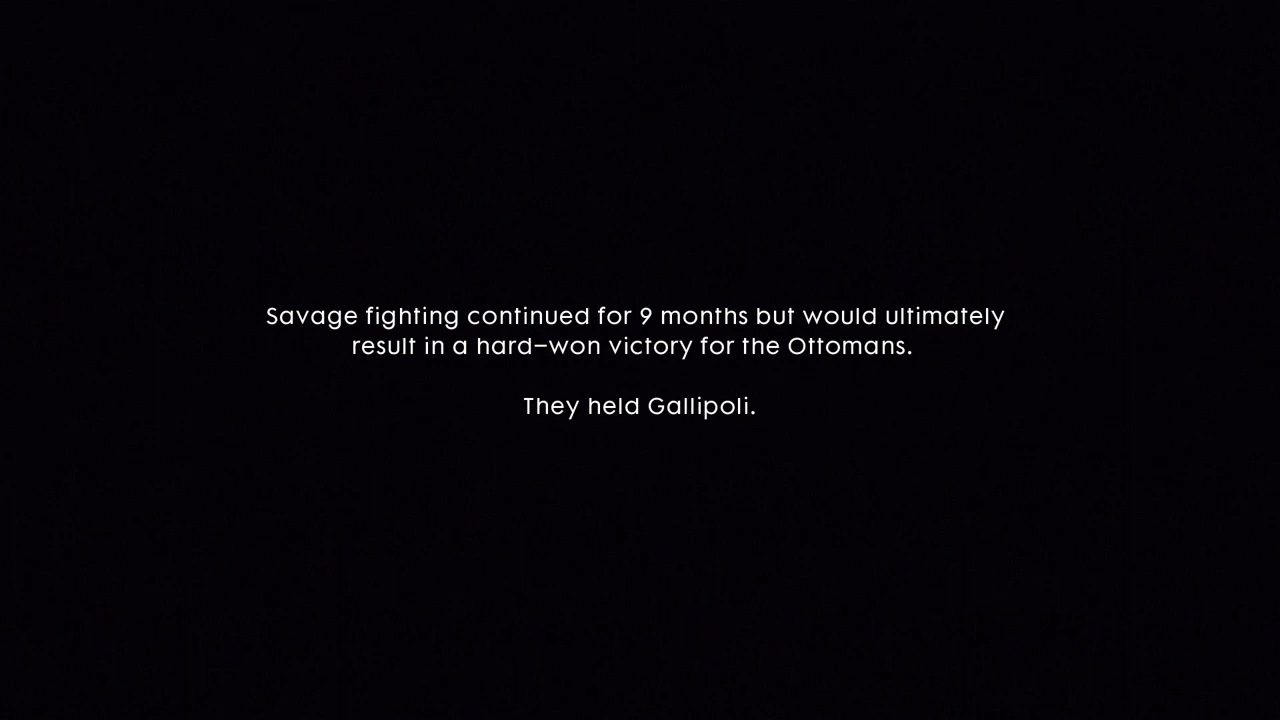 Savage fighting continued for 9 months but would ultimately
result in a hard–won victory for the Ottomans.
They held Gallipoli.